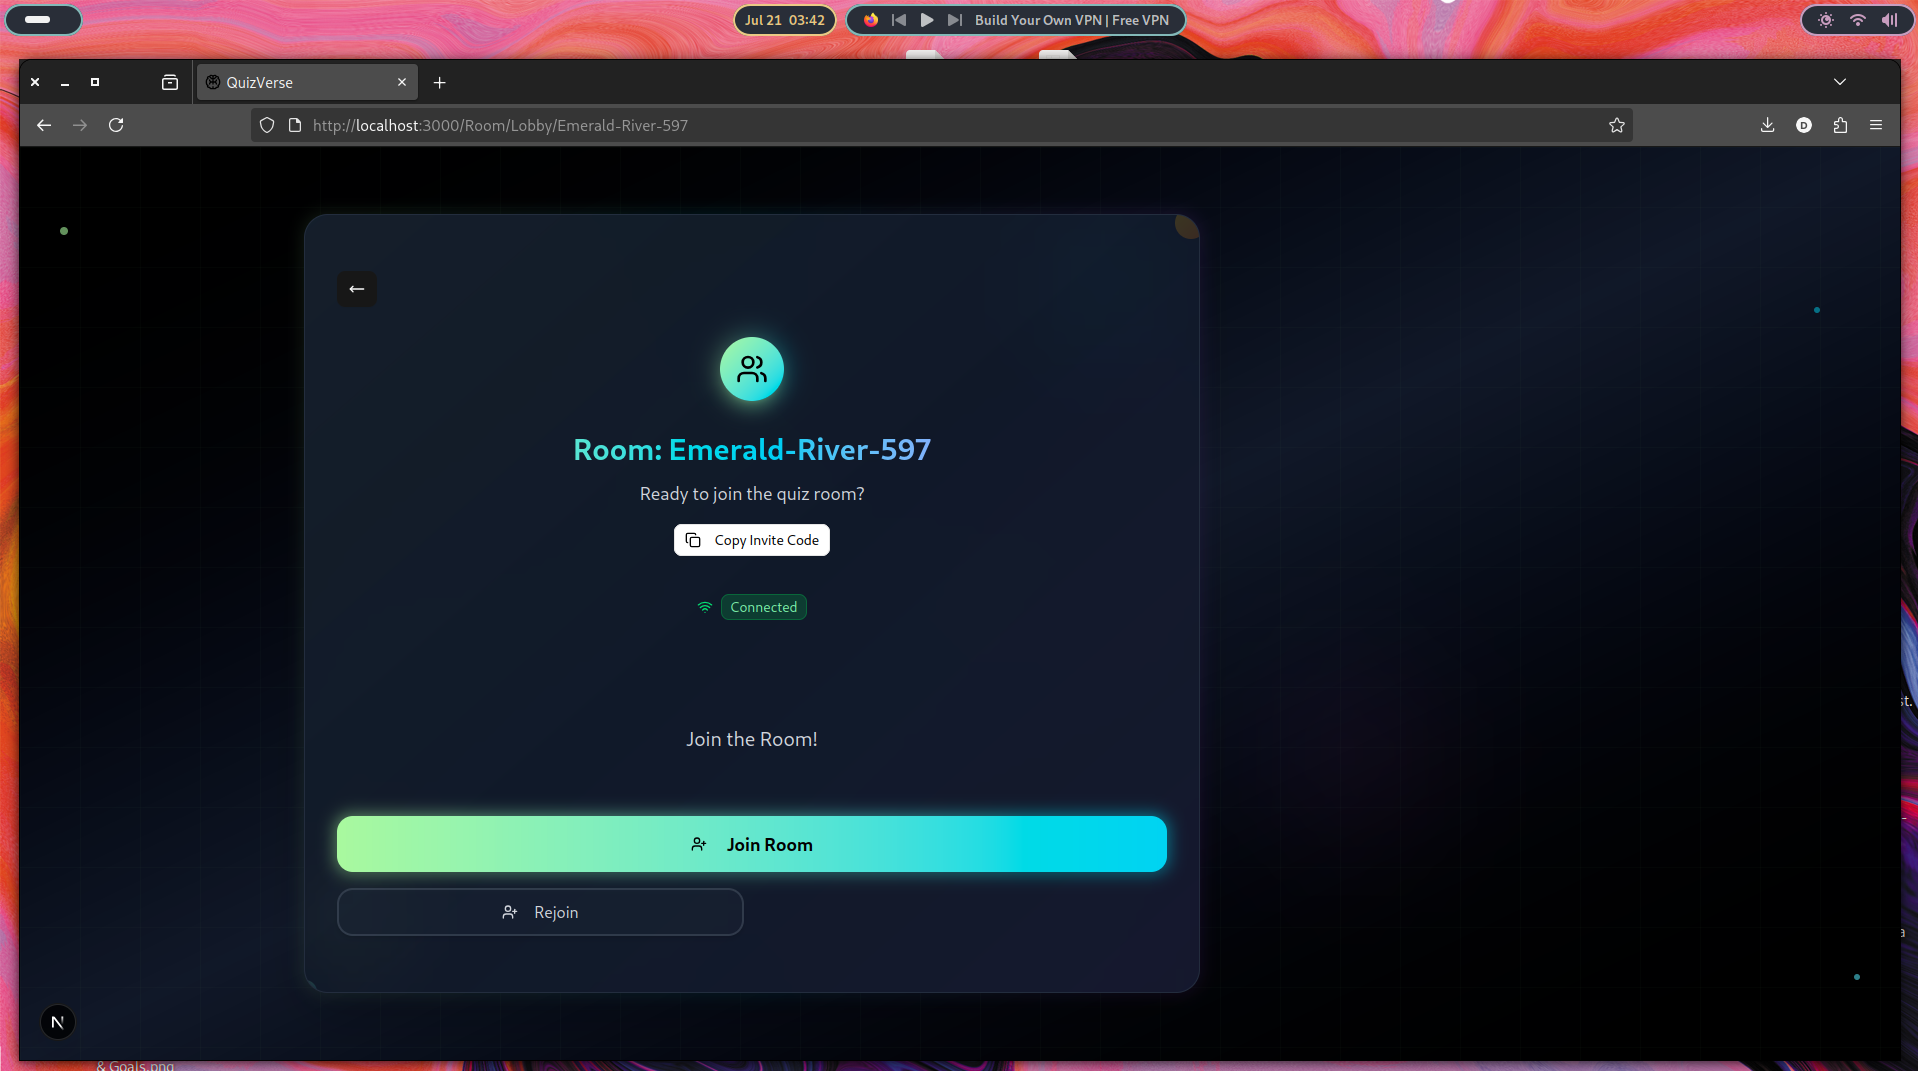 Jul 21 03:42
Build Your Own VPN | Free VPN
QuizVerse
http://localhost:3000/Room/Lobby/Emerald-River-597
D
Room: Emerald-River-597
Ready to join the quiz room?
Copy Invite Code
Connected
Join the Room!
Join Room
Rejoin
N
st.
a
& Goals.png